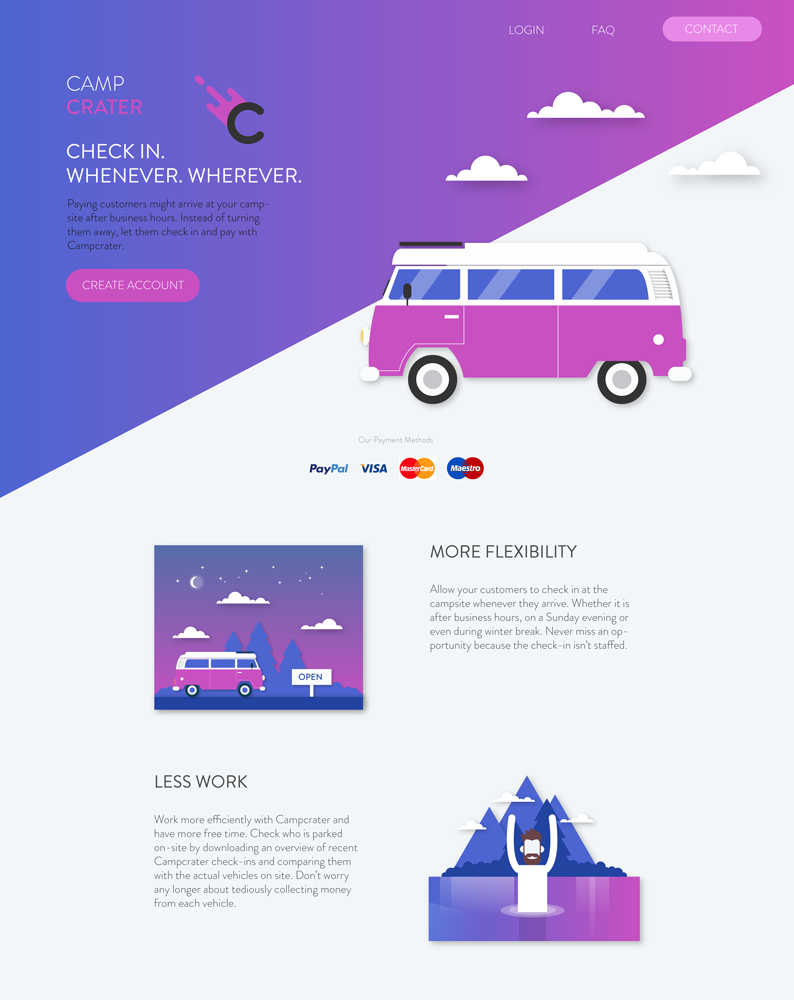 LOGIN FAQ CONTACT
CAMP
CRATER
C
CHECK IN.
WHENEVER. WHEREVER.
Paying customers might arrive at your camp-
site after business hours. Instead of turning
them away, let them check in and pay with
Campcrater.
CREATE ACCOUNT
Our Payment Methods
PayPal VISA MasterCard Maestro
MORE FLEXIBILITY
Allow your customers to check in at the
campsite whenever they arrive. Whether it is
after business hours, on a Sunday evening or
even during winter break. Never miss an op-
portunity because the check-in isn't staffed.
OPEN
LESS WORK
Work more efficiently with Campcrater and
have more free time. Check who is parked
on-site by downloading an overview of recent
Campcrater check-ins and comparing them
with the actual vehicles on site. Don't worry
any longer about tediously collecting money
from each vehicle.